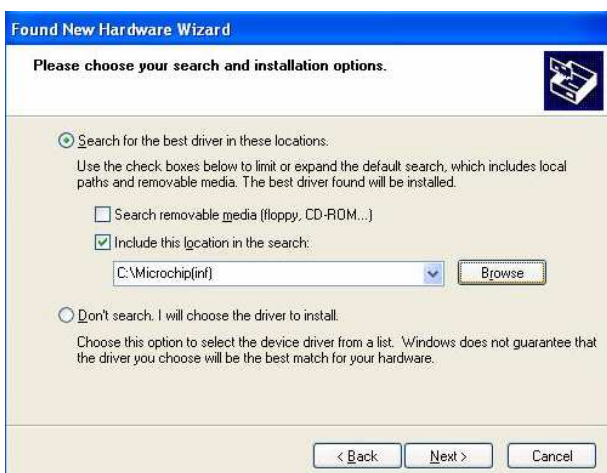 Found New Hardware Wizard
Please choose your search and installation options.
Search for the best driver in these locations.
Use the check boxes below to limit or expand the default search, which includes local
paths and removable media. The best driver found will be installed.
Search removable media (floppy, CD-ROM...)
Include this location in the search:
C:\Microchip(inf)
Browse
Don't search. I will choose the driver to install.
Choose this option to select the device driver from a list. Windows does not guarantee that
the driver you choose will be the best match for your hardware.
< Back
Next >
Cancel